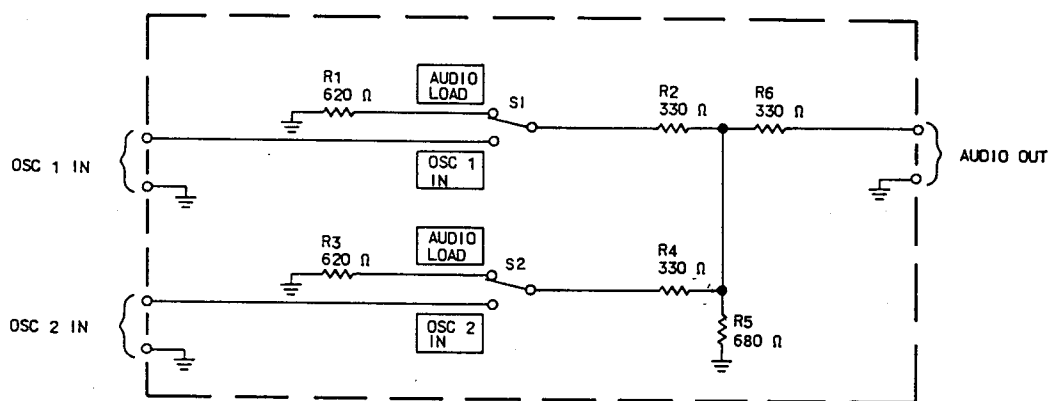 R1
620 Ω
AUDIO
LOAD
S1
R2
330 Ω
R6
330 Ω
OSC 1 IN
OSC 1
IN
AUDIO OUT
R3
620 Ω
AUDIO
LOAD
S2
R4
330 Ω
OSC 2 IN
OSC 2
IN
R5
680 Ω